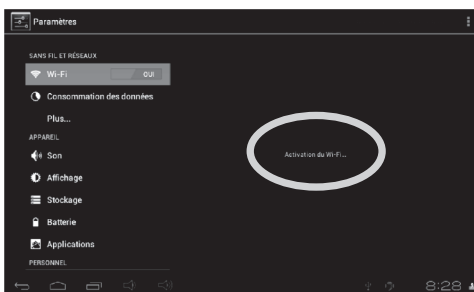 Paramètres
SANS FIL ET RÉSEAUX
Wi-Fi
OUI
Consommation des données
Plus...
APPAREIL
Son
Affichage
Stockage
Batterie
Applications
PERSONNEL
Activation du Wi-Fi...
8:28